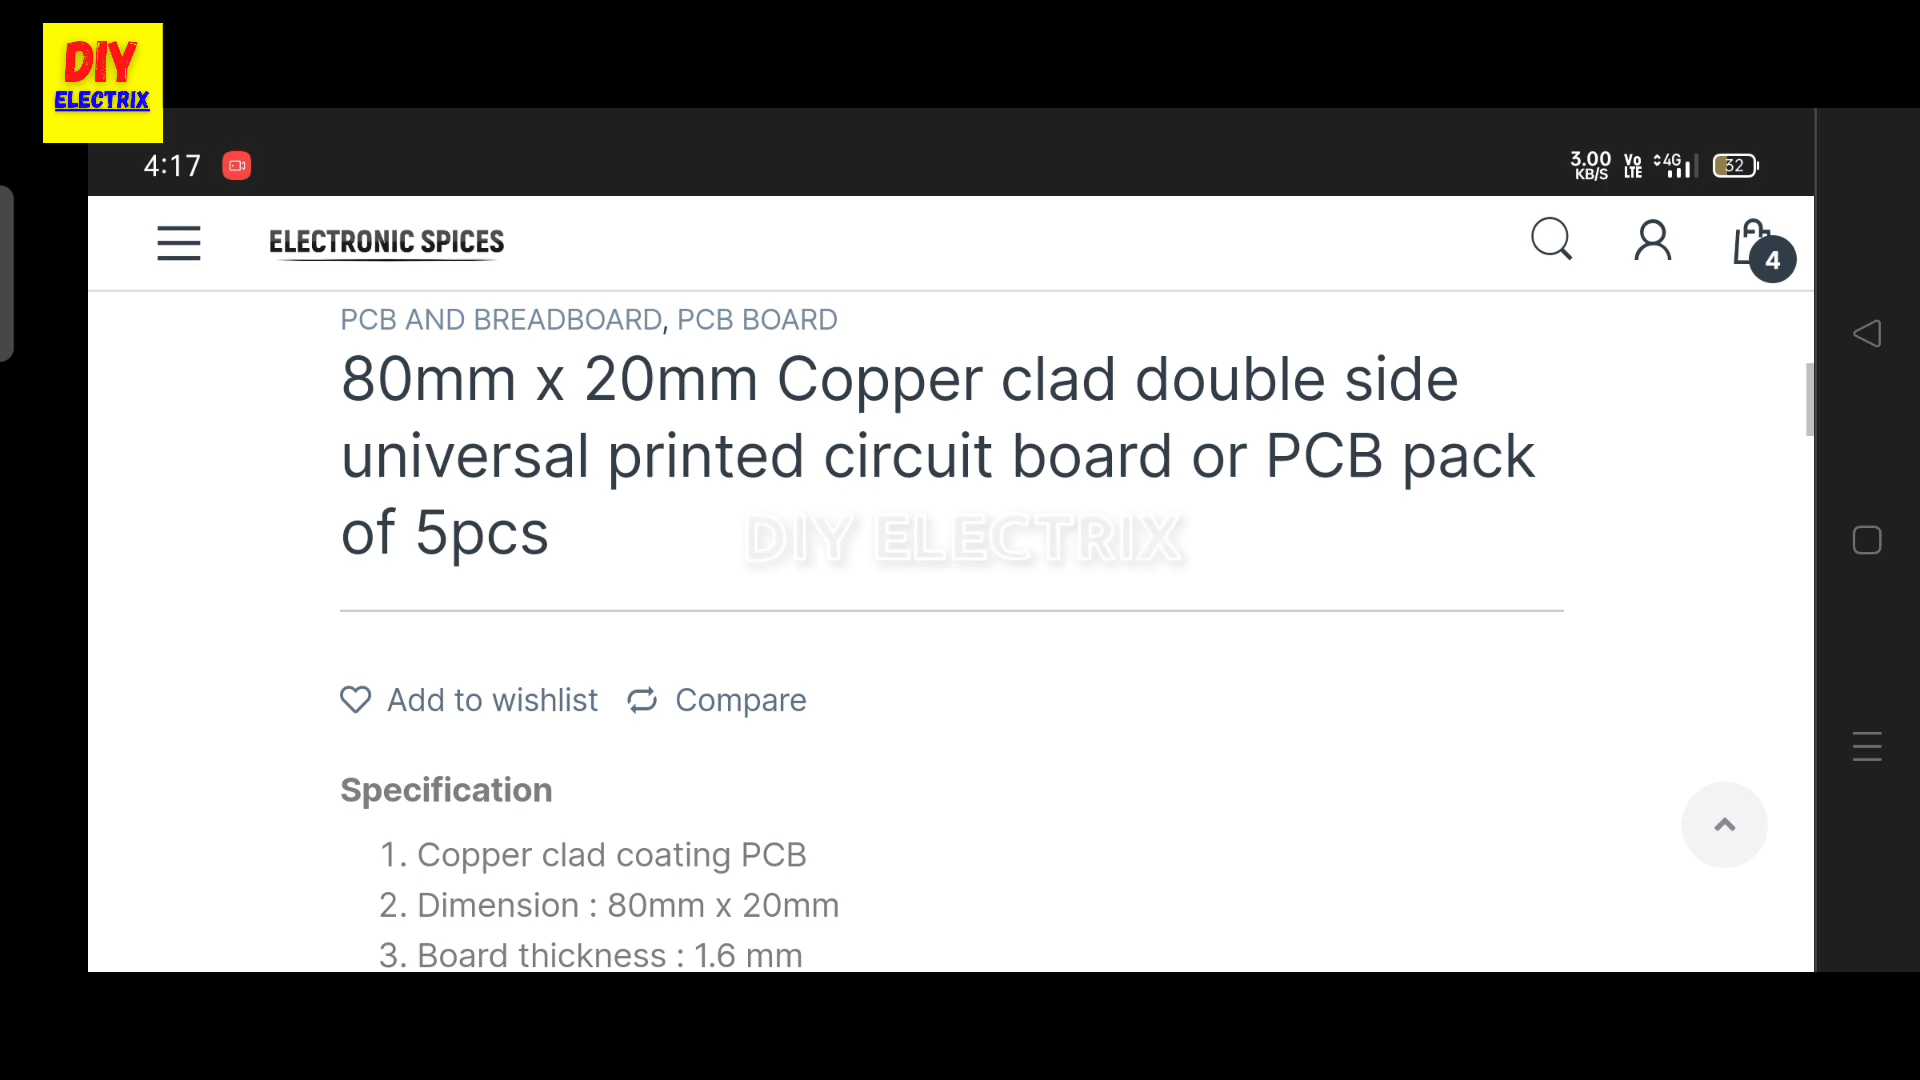 DIY
ELECTRIX
4:17
3.00
KB/S
Vo
LTE
4G
32
ELECTRONIC SPICES
4
PCB AND BREADBOARD, PCB BOARD
80mm x 20mm Copper clad double side
universal printed circuit board or PCB pack
of 5pcs
DIY ELECTRIX
Add to wishlist
Compare
Specification
1. Copper clad coating PCB
2. Dimension : 80mm x 20mm
3. Board thickness : 1.6 mm